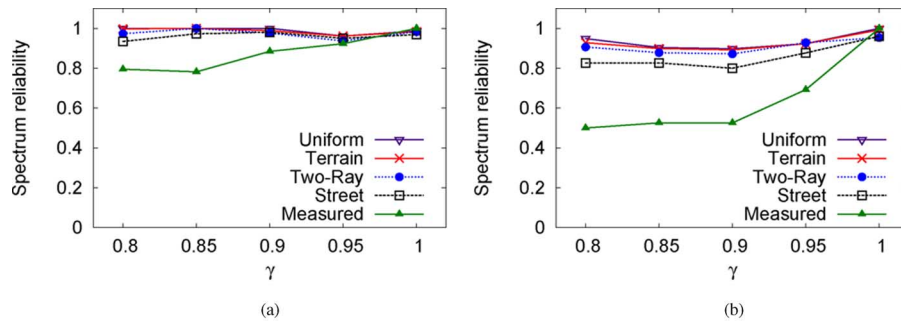 Spectrum reliability
1
0.8
0.6
0.4
0.2
0
Uniform
Terrain
Two-Ray
Street
Measured
0.8 0.85 0.9 0.95 1
γ
(a)
Spectrum reliability
1
0.8
0.6
0.4
0.2
0
Uniform
Terrain
Two-Ray
Street
Measured
0.8 0.85 0.9 0.95 1
γ
(b)